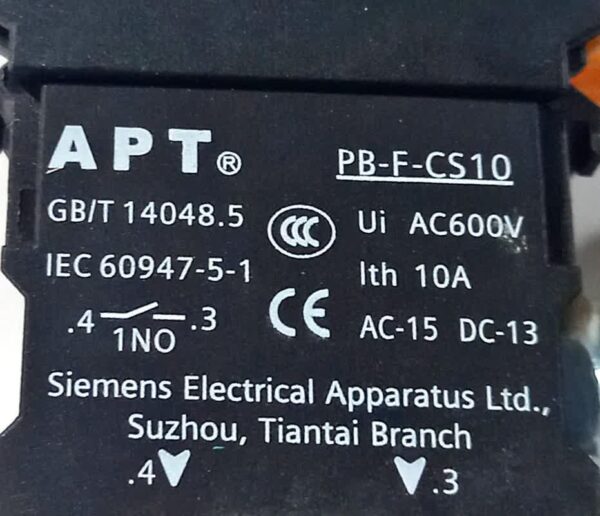 APT® PB-F-CS10
GB/T 14048.5 CCC Ui AC600V
IEC 60947-5-1 CE Ith 10A
.4 .3 AC-15 DC-13
1NO
Siemens Electrical Apparatus Ltd.,
Suzhou, Tiantai Branch
.4 .3